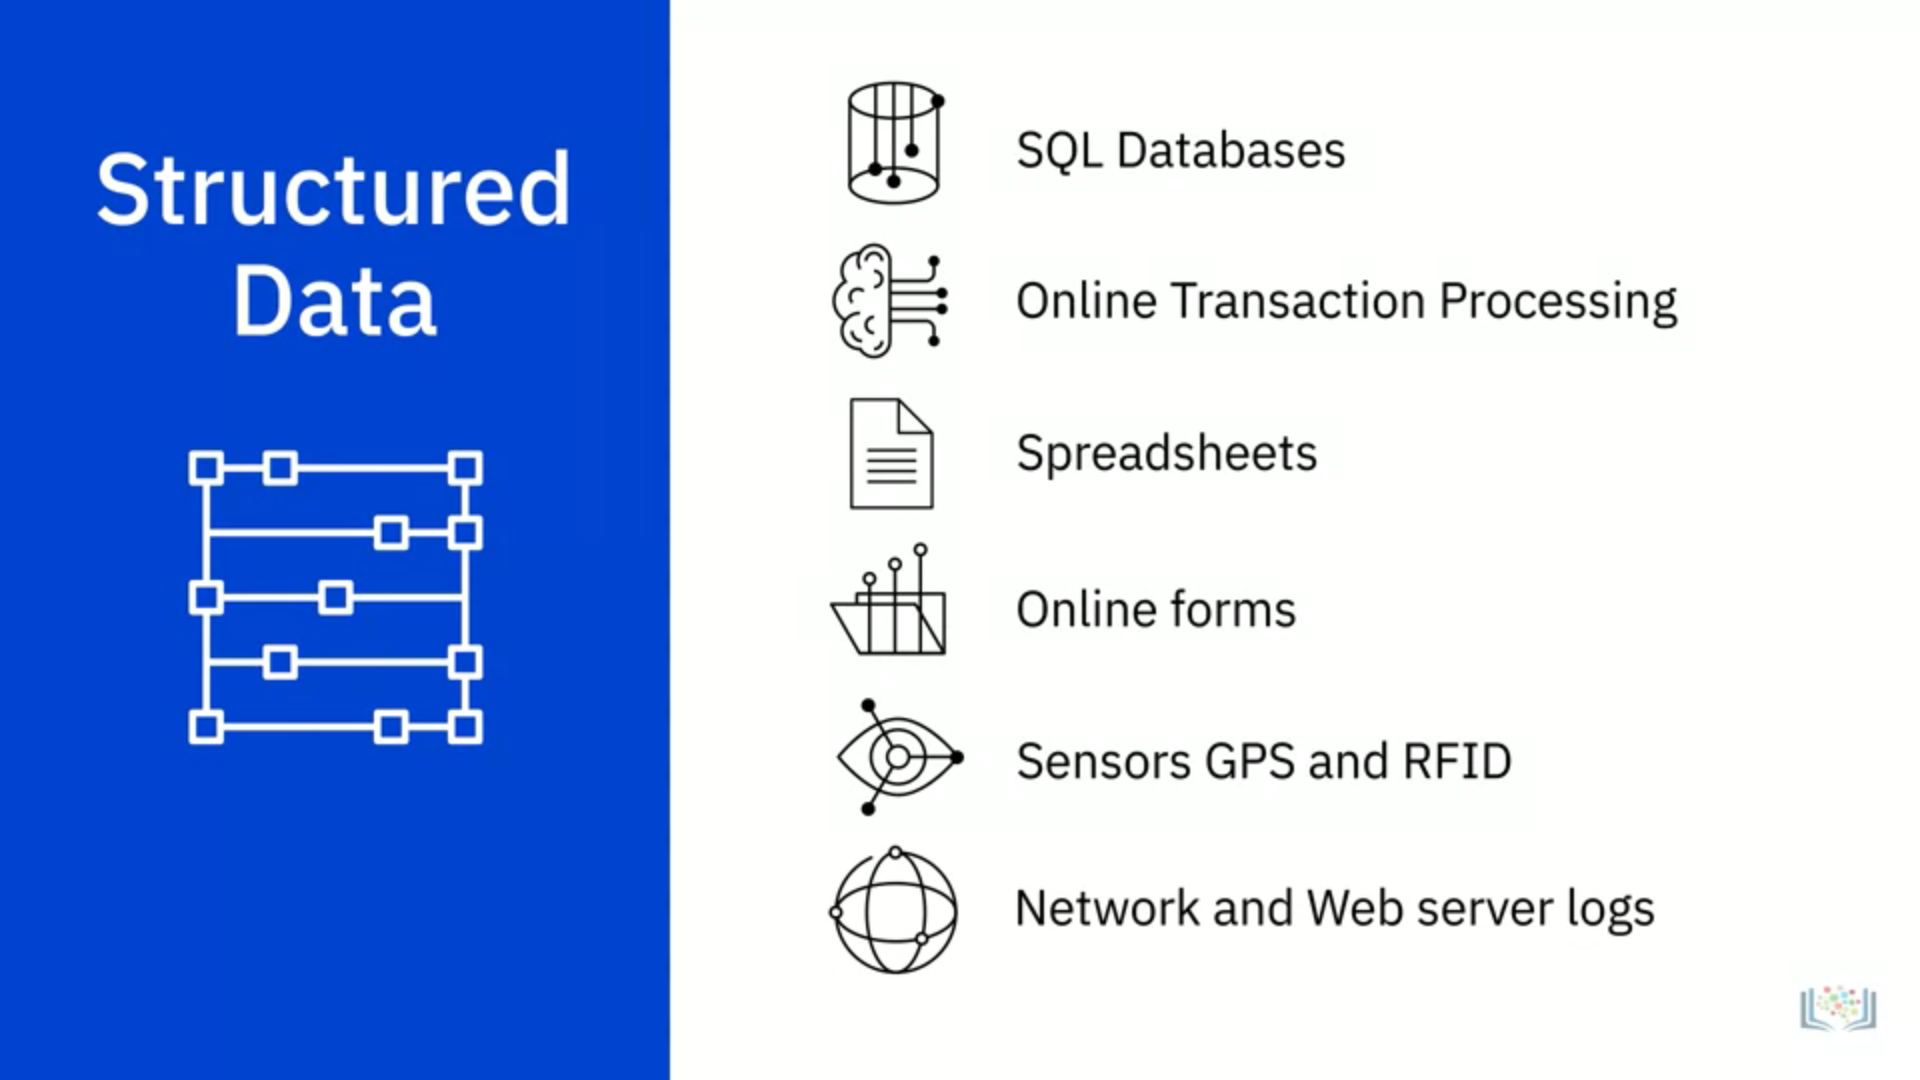 Structured
Data
SQL Databases
Online Transaction Processing
Spreadsheets
Online forms
Sensors GPS and RFID
Network and Web server logs